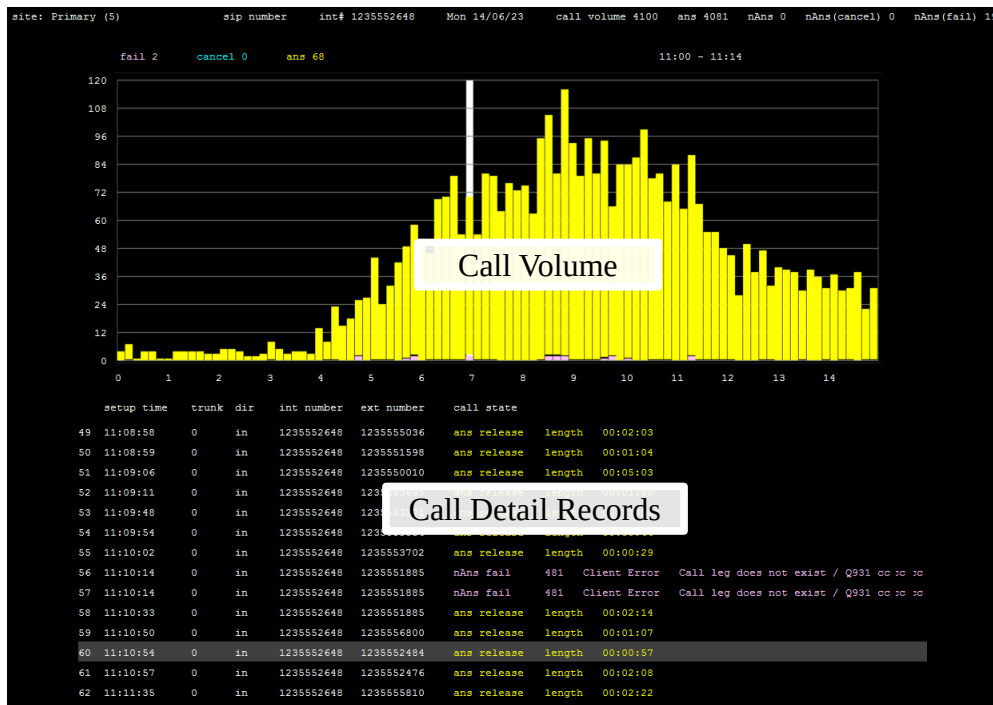 site: Primary (5) sip number int# 1235552648 Mon 14/06/23 call volume 4100 ans 4081 nAns 0 nAns(cancel) 0 nAns(fail)
fail 2 cancel 0 ans 68 11:00 - 11:14
120
108
96
84
72
60
48
36
24
12
0
Call Volume
0 1 2 3 4 5 6 7 8 9 10 11 12 13 14
setup time trunk dir int number ext number call state
49 11:08:58 0 in 1235552648 1235555036 ans release length 00:02:03
50 11:08:59 0 in 1235552648 1235551598 ans release length 00:01:04
51 11:09:06 0 in 1235552648 1235550010 ans release length 00:05:03
52 11:09:11 0 in 1235552648
53 11:09:48 0 in 1235552648
Call Detail Records
54 11:09:54 0 in 1235552648
55 11:10:02 0 in 1235552648 1235553702 ans release length 00:00:29
56 11:10:14 0 in 1235552648 1235551885 nAns fail 481 Client Error Call leg does not exist / Q931 cc
57 11:10:14 0 in 1235552648 1235551885 nAns fail 481 Client Error Call leg does not exist / Q931 cc
58 11:10:33 0 in 1235552648 1235551885 ans release length 00:02:14
59 11:10:50 0 in 1235552648 1235556800 ans release length 00:01:07
60 11:10:54 0 in 1235552648 1235552484 ans release length 00:00:57
61 11:10:57 0 in 1235552648 1235552476 ans release length 00:02:08
62 11:11:35 0 in 1235552648 1235555810 ans release length 00:02:22